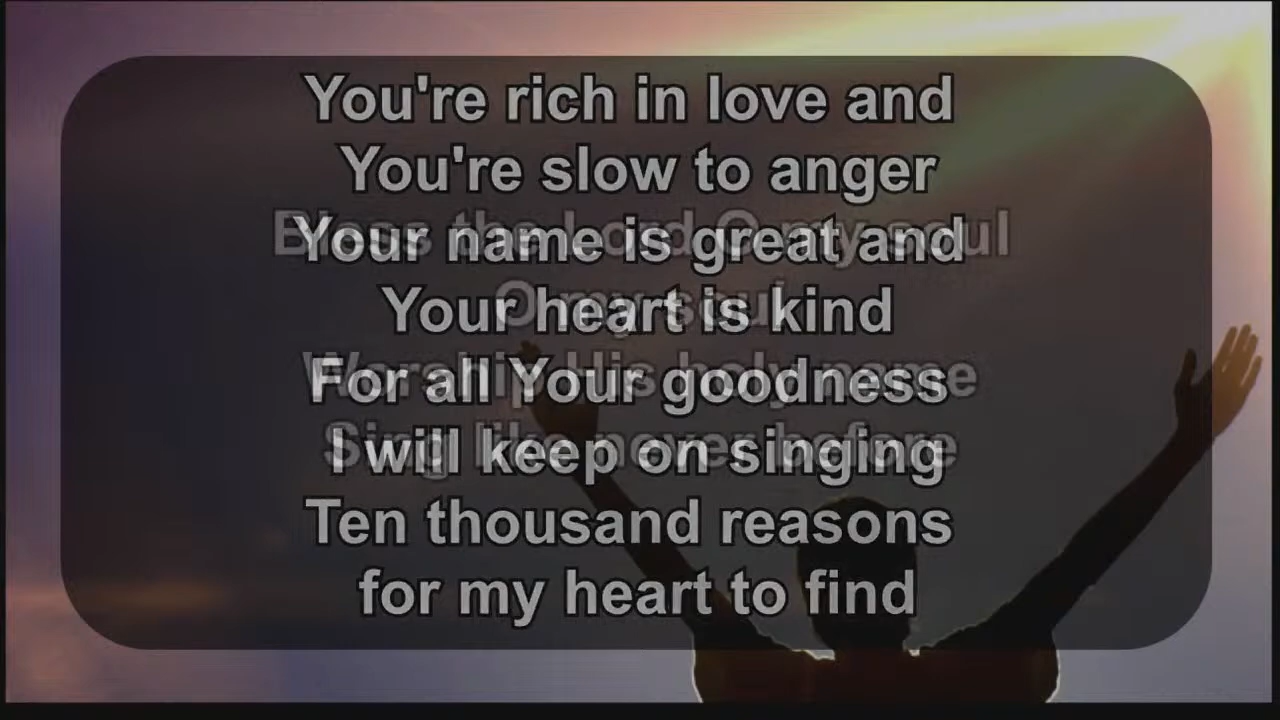 You're rich in love and
You're slow to anger
Bless the Lord O my soul
Your name is great and
O my soul
Your heart is kind
Worship His holy name
For all Your goodness
Sing like never before
I will keep on singing
Ten thousand reasons
for my heart to find